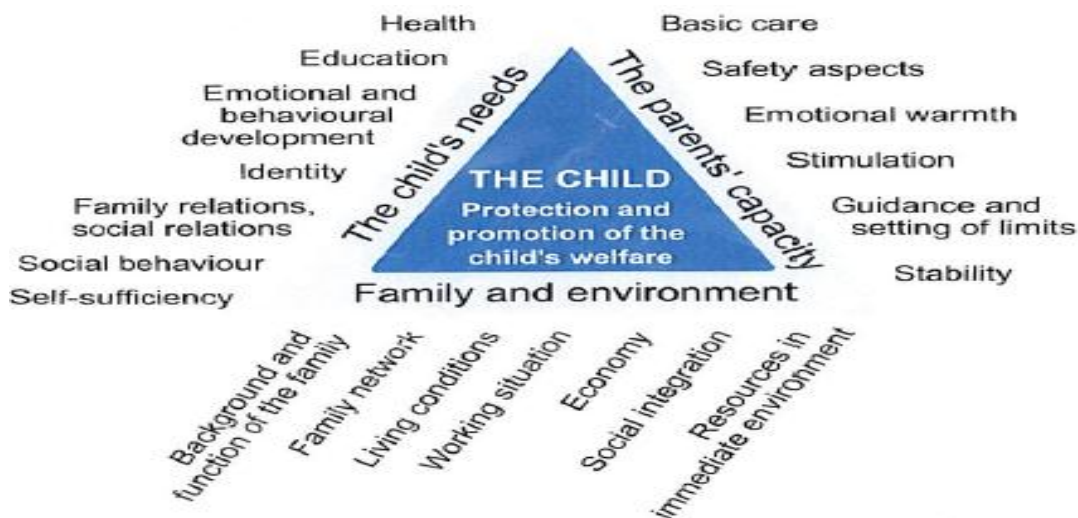 Health
Education
Emotional and
behavioural
development
Identity
Family relations,
social relations
Social behaviour
Self-sufficiency
The child's needs
THE CHILD
Protection and
promotion of the
child's welfare
The parents' capacity
Basic care
Safety aspects
Emotional warmth
Stimulation
Guidance and
setting of limits
Stability
Family and environment
Background and
function of the family
Family network
Living conditions
Working situation
Economy
Social integration
Resources in
immediate environment